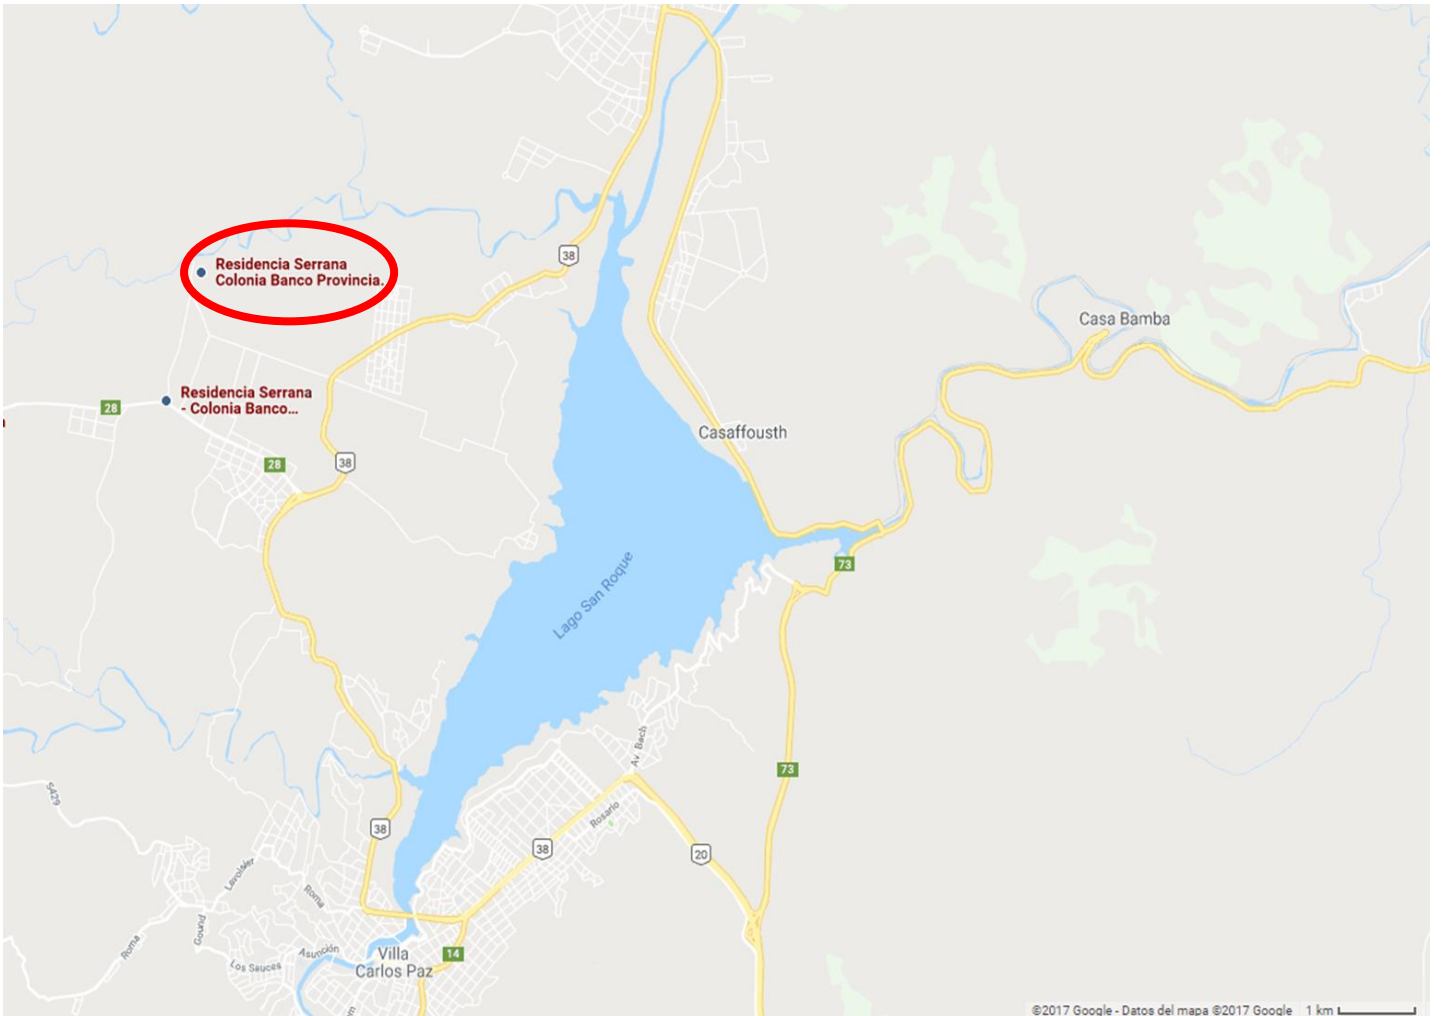 38
Residencia Serrana
Colonia Banco Provincia.
Casa Bamba
Residencia Serrana
- Colonia Banco...
28
Casaffousth
28
38
Lago San Roque
73
Av. Bach
73
S429
Rosario
38
38
20
Lavoisier
Roma
Gound
Roma
Asunción
Los Sauces
Villa
Carlos Paz
14
©2017 Google - Datos del mapa ©2017 Google 1 km